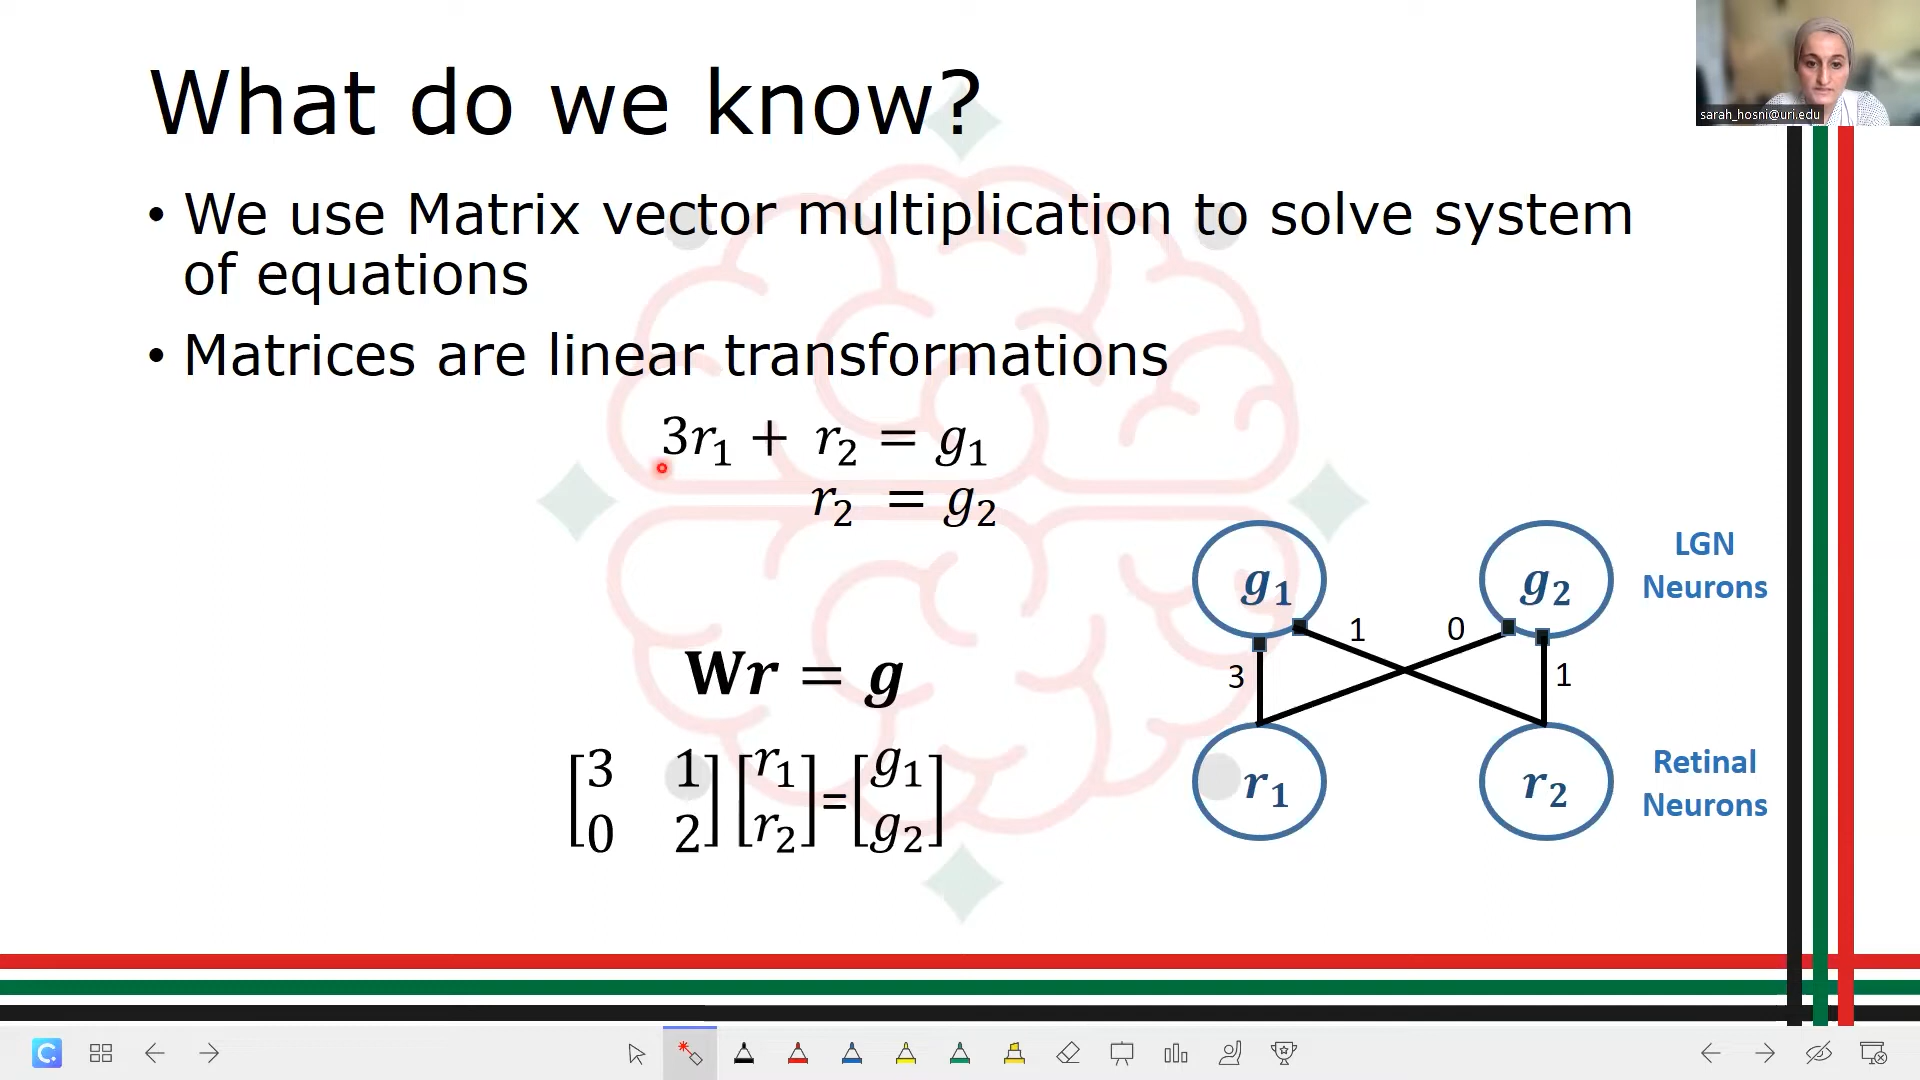 What do we know?
sarah_hosni@uri.edu
• We use Matrix vector multiplication to solve system
of equations
• Matrices are linear transformations
3r₁ + r₂ = g₁
r₂ = g₂
𝐖𝒓 = 𝒈
[3 1] [r₁] = [g₁]
[0 2] [r₂] [g₂]
g₁ g₂
LGN
Neurons
1 0
3 1
r₁ r₂
Retinal
Neurons